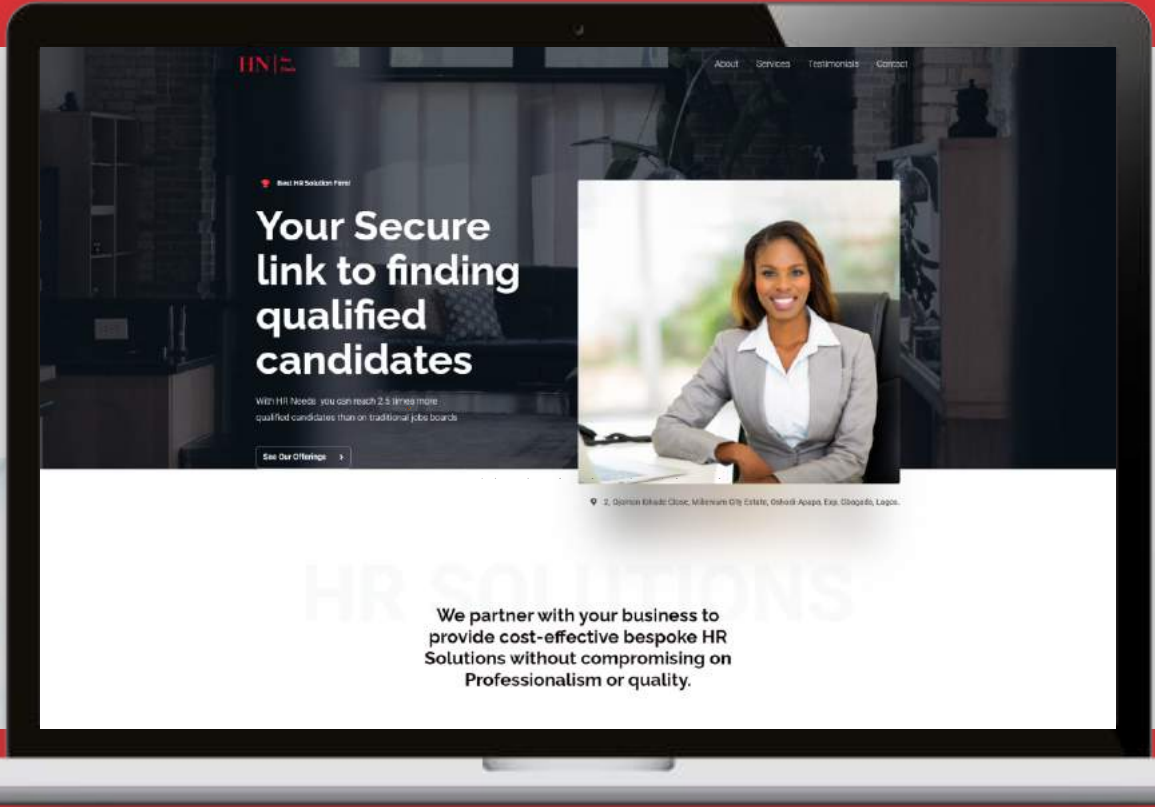 HN
About Services Testimonials Contact
Best HR Solution Firm!
Your Secure
link to finding
qualified
candidates
With HR Needs you can reach 2.5 times more
qualified candidates than on traditional jobs boards
See Our Offerings
2, Close, Millenium City Estate, Oshodi Apapa, Exp, Gbagada, Lagos.
HR SOLUTIONS
We partner with your business to
provide cost-effective bespoke HR
Solutions without compromising on
Professionalism or quality.